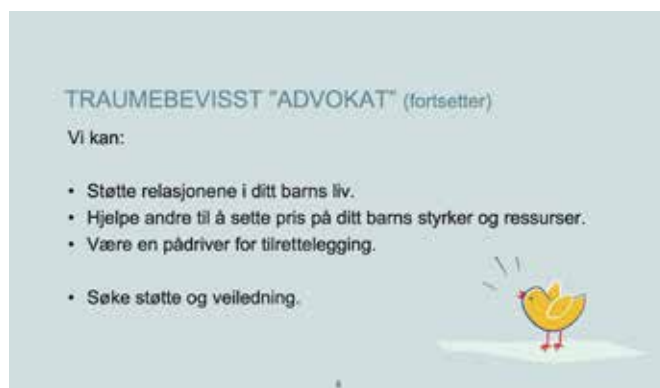 TRAUMEBEVISST "ADVOKAT" (fortsetter)
Vi kan:
• Støtte relasjonene i ditt barns liv.
• Hjelpe andre til å sette pris på ditt barns styrker og ressurser.
• Være en pådriver for tilrettelegging.
• Søke støtte og veiledning.